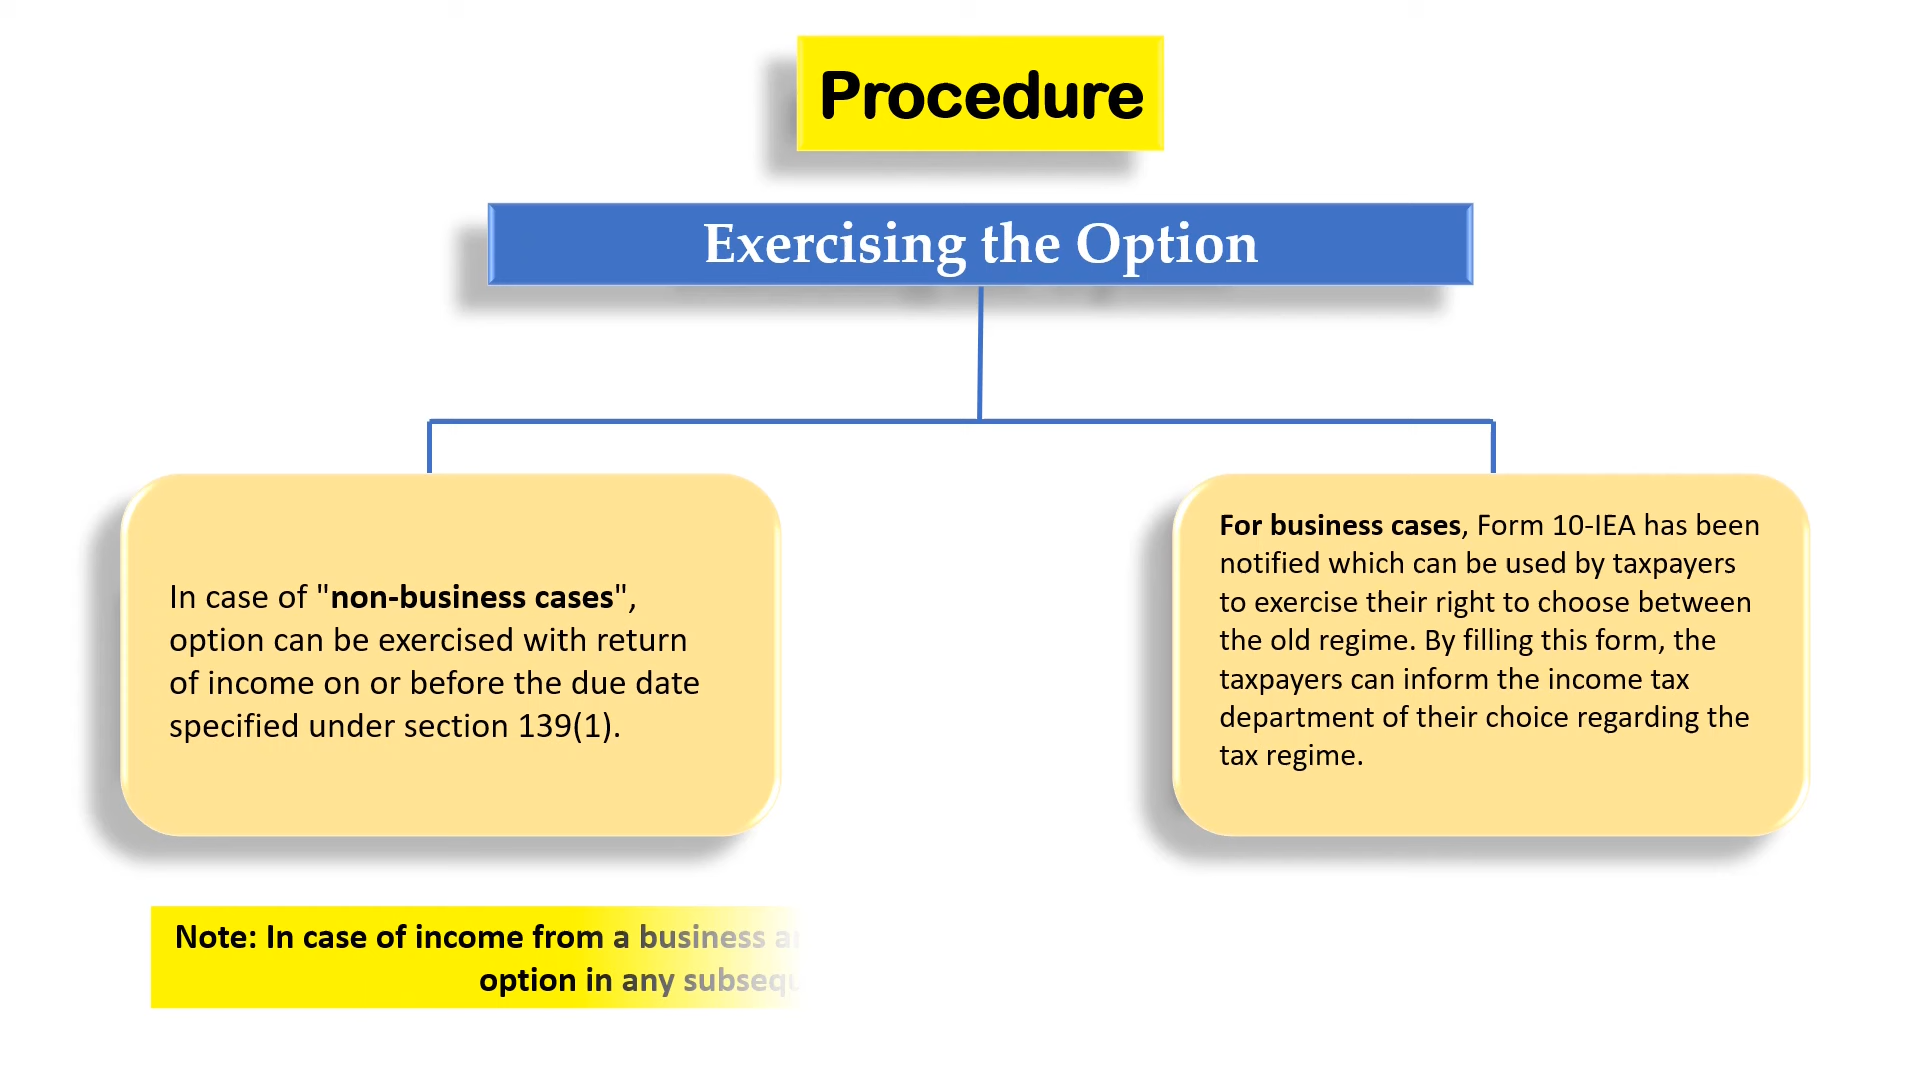 Procedure
Exercising the Option
In case of "non-business cases",
option can be exercised with return
of income on or before the due date
specified under section 139(1).
For business cases, Form 10-IEA has been
notified which can be used by taxpayers
to exercise their right to choose between
the old regime. By filling this form, the
taxpayers can inform the income tax
department of their choice regarding the
tax regime.
Note: In case of income from a business
option in any